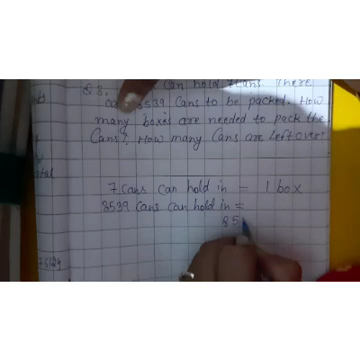 Q 8. can hold 7 cans. There
are 8539 Cans to be packed. How
many boxes are needed to pack the
Cans? How many Cans are left over?
7 cans can hold in = 1 box
8539 cans can hold in =
85